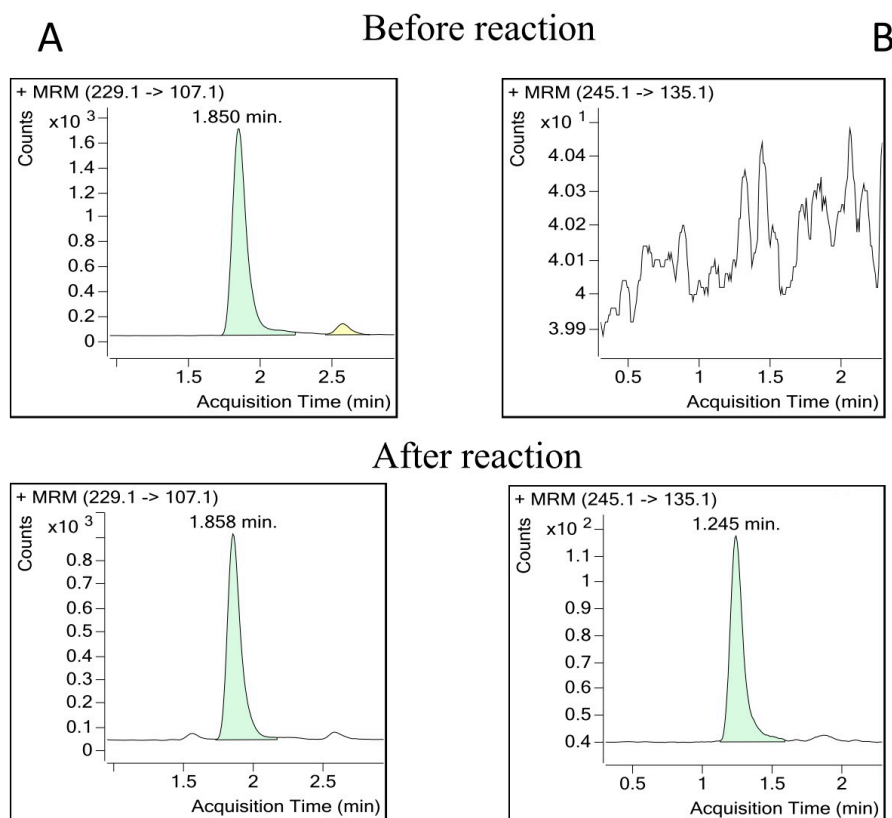 A
Before reaction
B
+ MRM (229.1 -> 107.1)
Counts
x10 3
1.850 min.
1.6
1.4
1.2
1
0.8
0.6
0.4
0.2
0
1.5
2
2.5
Acquisition Time (min)
+ MRM (245.1 -> 135.1)
Counts
x10 1
4.04
4.03
4.02
4.01
4
3.99
0.5
1
1.5
2
Acquisition Time (min)
After reaction
+ MRM (229.1 -> 107.1)
Counts
x10 3
1.858 min.
0.8
0.7
0.6
0.5
0.4
0.3
0.2
0.1
0
1.5
2
2.5
Acquisition Time (min)
+ MRM (245.1 -> 135.1)
Counts
x10 2
1.245 min.
1.1
1
0.9
0.8
0.7
0.6
0.5
0.4
0.5
1
1.5
2
Acquisition Time (min)